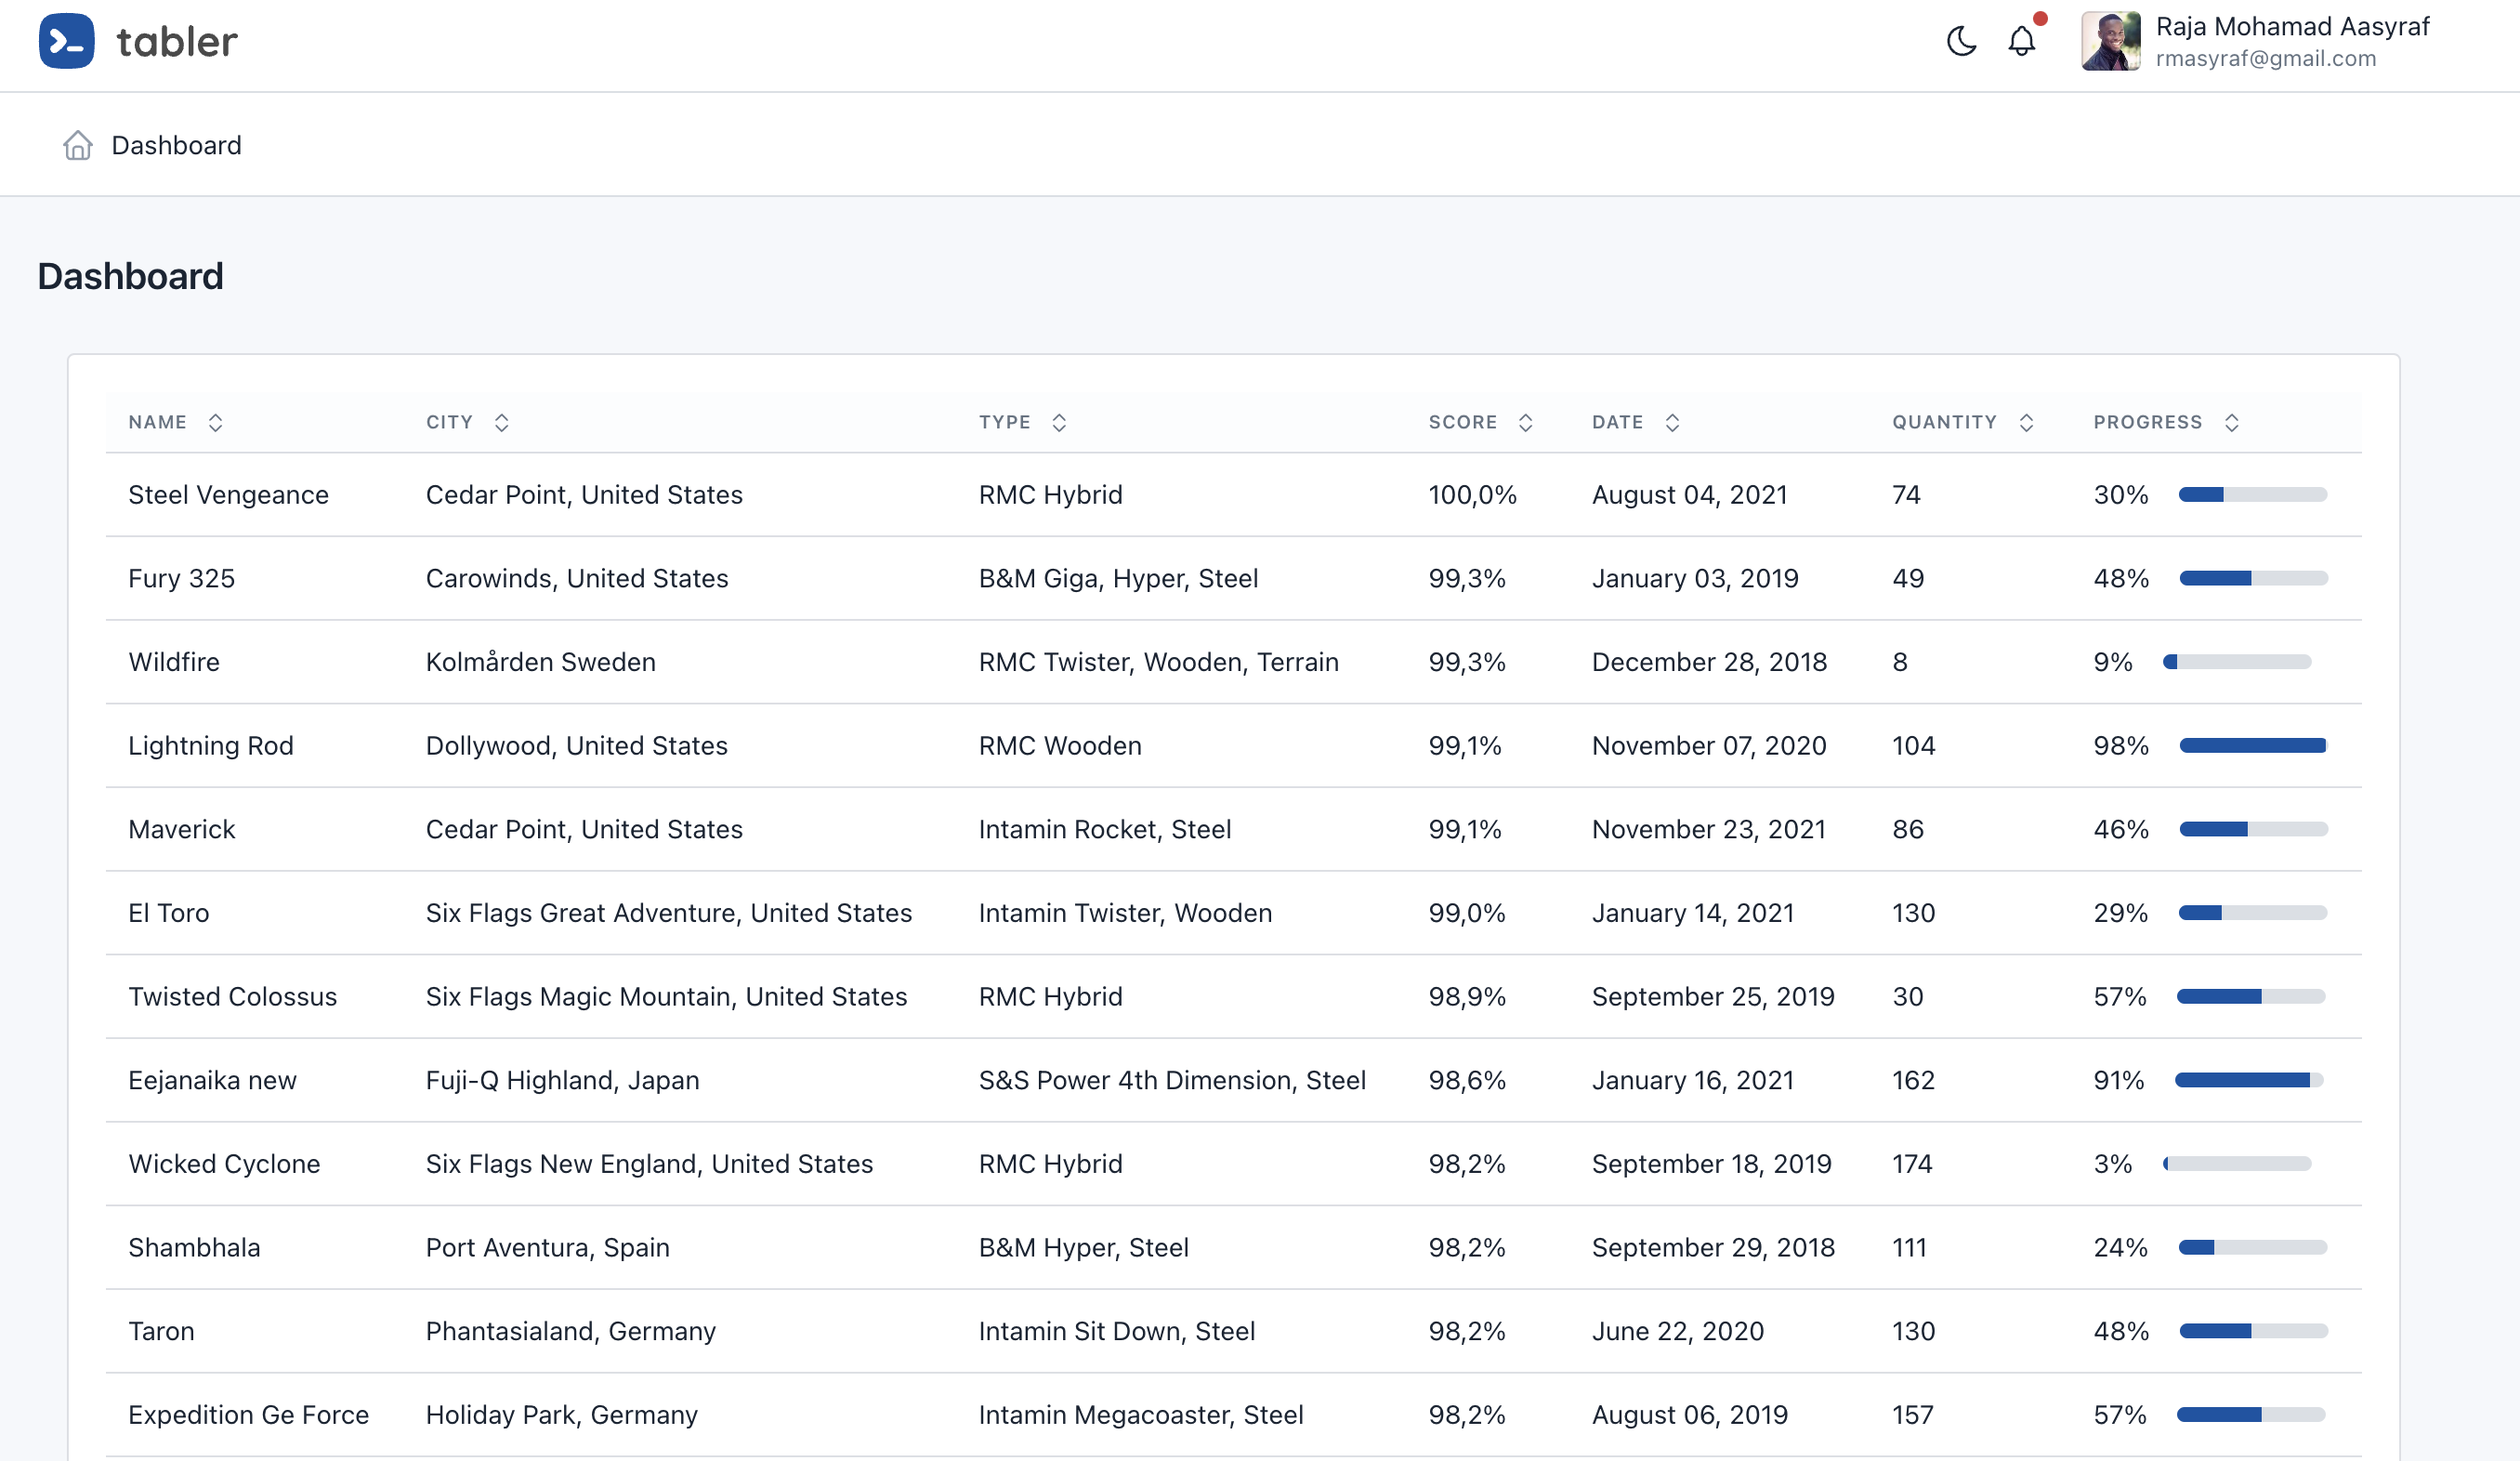 tabler
Raja Mohamad Aasyraf
rmasyraf@gmail.com
Dashboard
Dashboard
NAME CITY TYPE SCORE DATE QUANTITY PROGRESS
Steel Vengeance Cedar Point, United States RMC Hybrid 100,0% August 04, 2021 74 30%
Fury 325 Carowinds, United States B&M Giga, Hyper, Steel 99,3% January 03, 2019 49 48%
Wildfire Kolmården Sweden RMC Twister, Wooden, Terrain 99,3% December 28, 2018 8 9%
Lightning Rod Dollywood, United States RMC Wooden 99,1% November 07, 2020 104 98%
Maverick Cedar Point, United States Intamin Rocket, Steel 99,1% November 23, 2021 86 46%
El Toro Six Flags Great Adventure, United States Intamin Twister, Wooden 99,0% January 14, 2021 130 29%
Twisted Colossus Six Flags Magic Mountain, United States RMC Hybrid 98,9% September 25, 2019 30 57%
Eejanaika new Fuji-Q Highland, Japan S&S Power 4th Dimension, Steel 98,6% January 16, 2021 162 91%
Wicked Cyclone Six Flags New England, United States RMC Hybrid 98,2% September 18, 2019 174 3%
Shambhala Port Aventura, Spain B&M Hyper, Steel 98,2% September 29, 2018 111 24%
Taron Phantasialand, Germany Intamin Sit Down, Steel 98,2% June 22, 2020 130 48%
Expedition Ge Force Holiday Park, Germany Intamin Megacoaster, Steel 98,2% August 06, 2019 157 57%